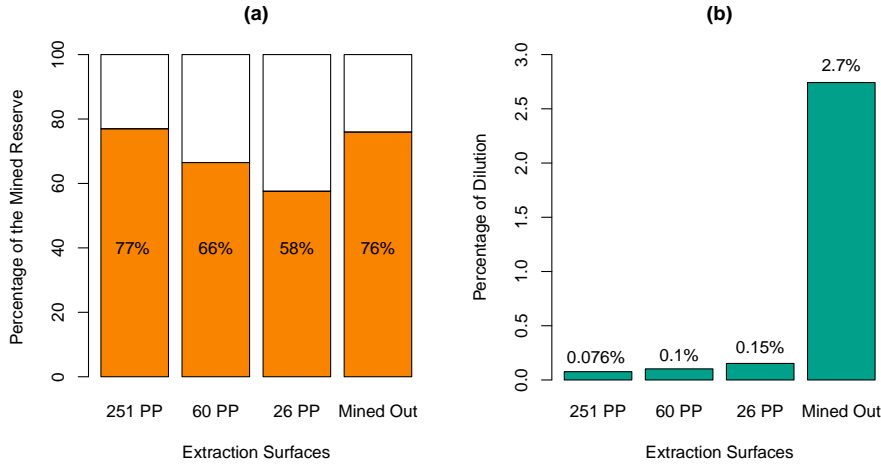 (a)
Percentage of the Mined Reserve
100
80
60
40
20
0
77%
66%
58%
76%
251 PP
60 PP
26 PP
Mined Out
Extraction Surfaces
(b)
Percentage of Dilution
3.0
2.5
2.0
1.5
1.0
0.5
0.0
0.076%
0.1%
0.15%
2.7%
251 PP
60 PP
26 PP
Mined Out
Extraction Surfaces